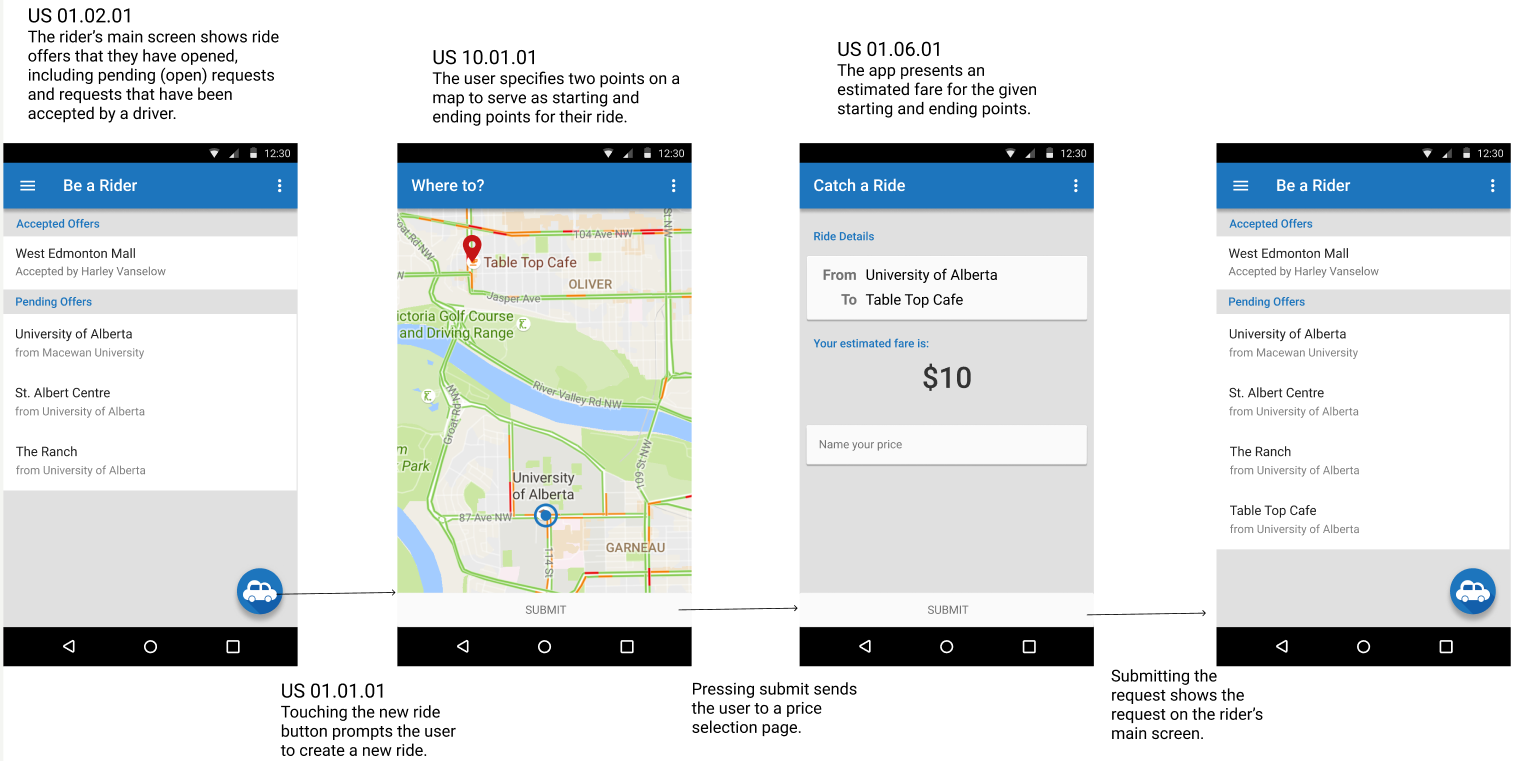 US 01.02.01
The rider's main screen shows ride
offers that they have opened,
including pending (open) requests
and requests that have been
accepted by a driver.
US 10.01.01
The user specifies two points on a
map to serve as starting and
ending points for their ride.
US 01.06.01
The app presents an
estimated fare for the given
starting and ending points.
12:30
Be a Rider
Accepted Offers
West Edmonton Mall
Accepted by Harley Vanselow
Pending Offers
University of Alberta
from Macewan University
St. Albert Centre
from University of Alberta
The Ranch
from University of Alberta
US 01.01.01
Touching the new ride
button prompts the user
to create a new ride.
12:30
Where to?
St NW
Groat Rd NW
104 Ave NW
Table Top Cafe
OLIVER
NW
Jasper Ave
ictoria Golf Course
and Driving Range
River Valley Rd NW
Groat Rd NW
109 St NW
m
Park
University
of Alberta
87 Ave NW
114 St
GARNEAU
SUBMIT
Pressing submit sends
the user to a price
selection page.
12:30
Catch a Ride
Ride Details
From University of Alberta
To Table Top Cafe
Your estimated fare is:
$10
Name your price
SUBMIT
Submitting the
request shows the
request on the rider's
main screen.
12:30
Be a Rider
Accepted Offers
West Edmonton Mall
Accepted by Harley Vanselow
Pending Offers
University of Alberta
from Macewan University
St. Albert Centre
from University of Alberta
The Ranch
from University of Alberta
Table Top Cafe
from University of Alberta